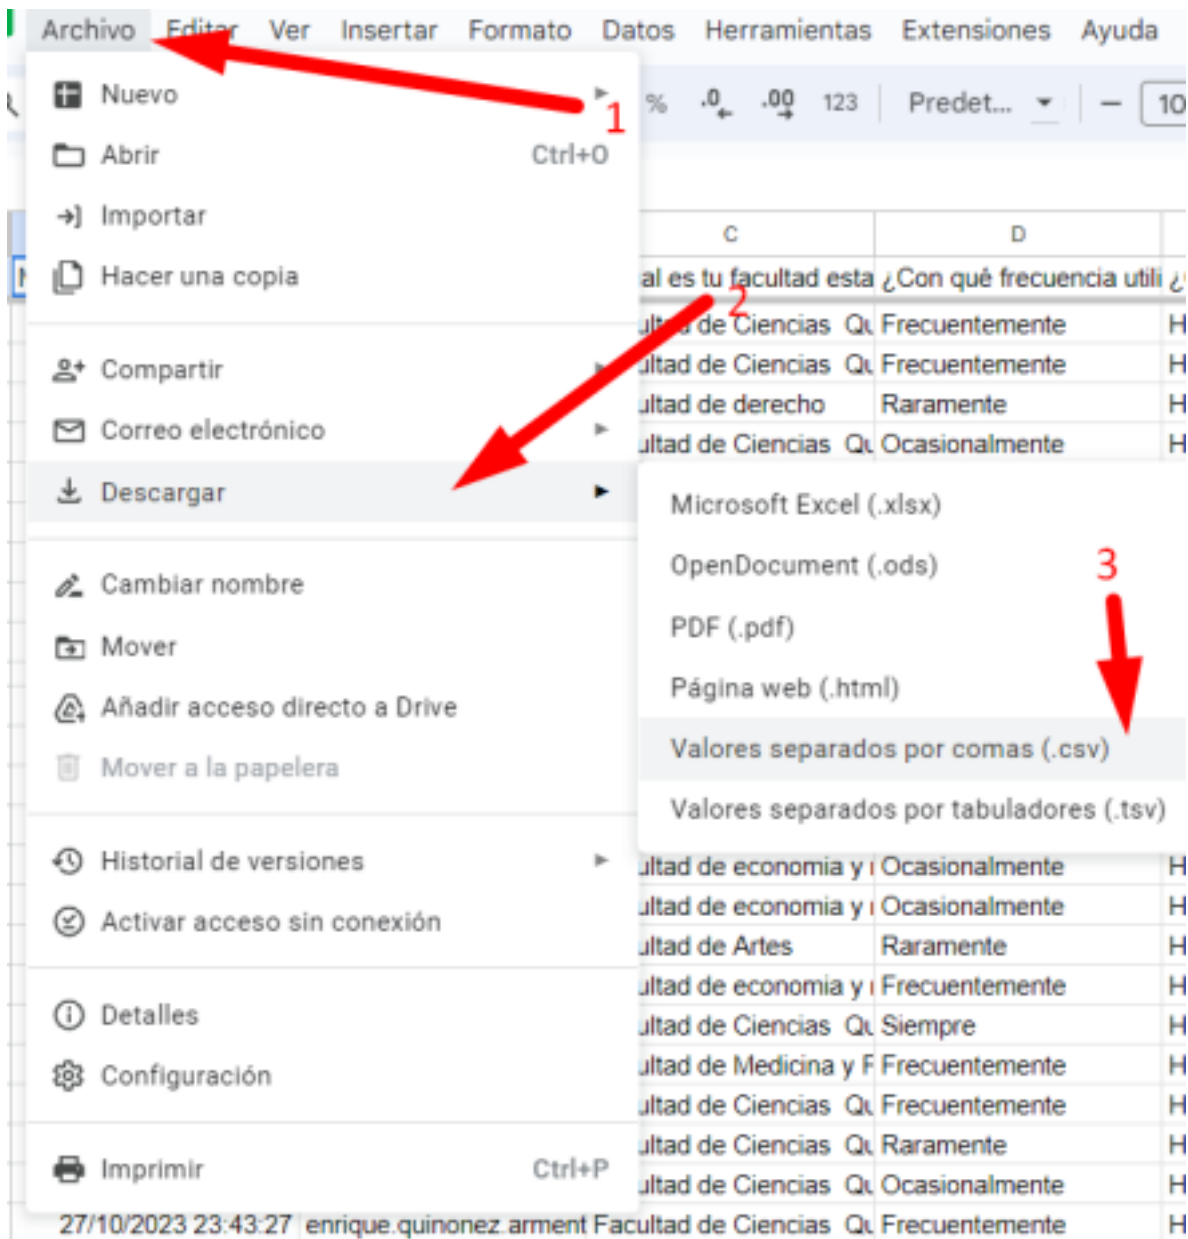 Archivo Editar Ver Insertar Formato Datos Herramientas Extensiones Ayuda
Nuevo
1
% .0 .00 123 Predet... 10
Abrir Ctrl+O
Importar
Hacer una copia
C D
al es tu facultad esta ¿Con qué frecuencia utili
2
ultad de Ciencias Qu Frecuentemente H
Compartir
ultad de Ciencias Qu Frecuentemente H
ultad de derecho Raramente H
Correo electrónico
ultad de Ciencias Qu Ocasionalmente H
Descargar
Microsoft Excel (.xlsx)
OpenDocument (.ods)
3
PDF (.pdf)
Página web (.html)
Valores separados por comas (.csv)
Valores separados por tabuladores (.tsv)
Cambiar nombre
Mover
Añadir acceso directo a Drive
Mover a la papelera
Historial de versiones
Activar acceso sin conexión
Detalles
Configuración
Imprimir Ctrl+P
ultad de economia y Ocasionalmente H
ultad de economia y Ocasionalmente H
ultad de Artes Raramente H
ultad de economia y Frecuentemente H
ultad de Ciencias Qu Siempre H
ultad de Medicina y F Frecuentemente H
ultad de Ciencias Qu Frecuentemente H
ultad de Ciencias Qu Raramente H
ultad de Ciencias Qu Ocasionalmente H
27/10/2023 23:43:27 enrique.quinonez.arment Facultad de Ciencias Qu Frecuentemente H